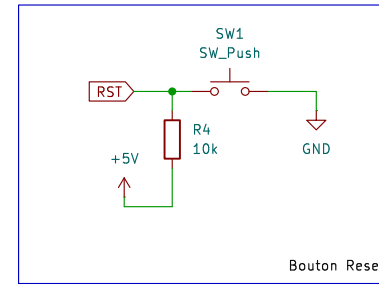 SW1
SW_Push
RST
R4
10k
+5V
GND
Bouton Rese